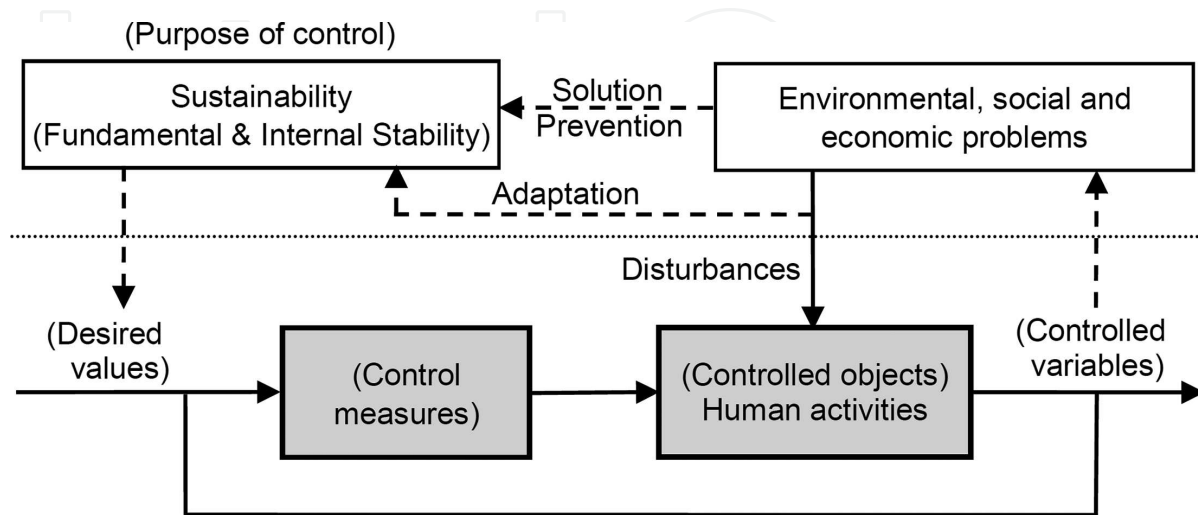 (Purpose of control)
Sustainability
(Fundamental & Internal Stability)
Solution
Prevention
Environmental, social and
economic problems
Adaptation
Disturbances
(Desired
values)
(Control
measures)
(Controlled objects)
Human activities
(Controlled
variables)